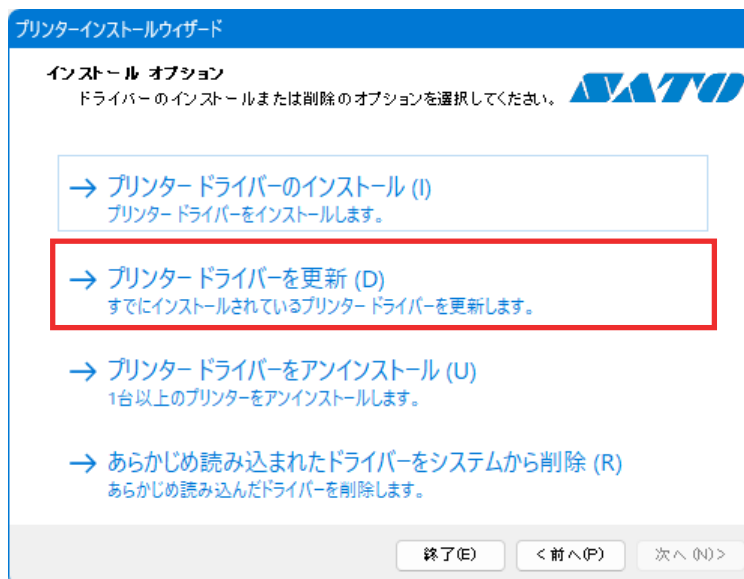 プリンターインストールウィザード
インストール オプション
ドライバーのインストールまたは削除のオプションを選択してください。
SATO
→ プリンター ドライバーのインストール (I)
プリンター ドライバーをインストールします。
→ プリンター ドライバーを更新 (D)
すでにインストールされているプリンター ドライバーを更新します。
→ プリンター ドライバーをアンインストール (U)
1台以上のプリンターをアンインストールします。
→ あらかじめ読み込まれたドライバーをシステムから削除 (R)
あらかじめ読み込んだドライバーを削除します。
終了(E)
<前へ(P)
次へ(N)>